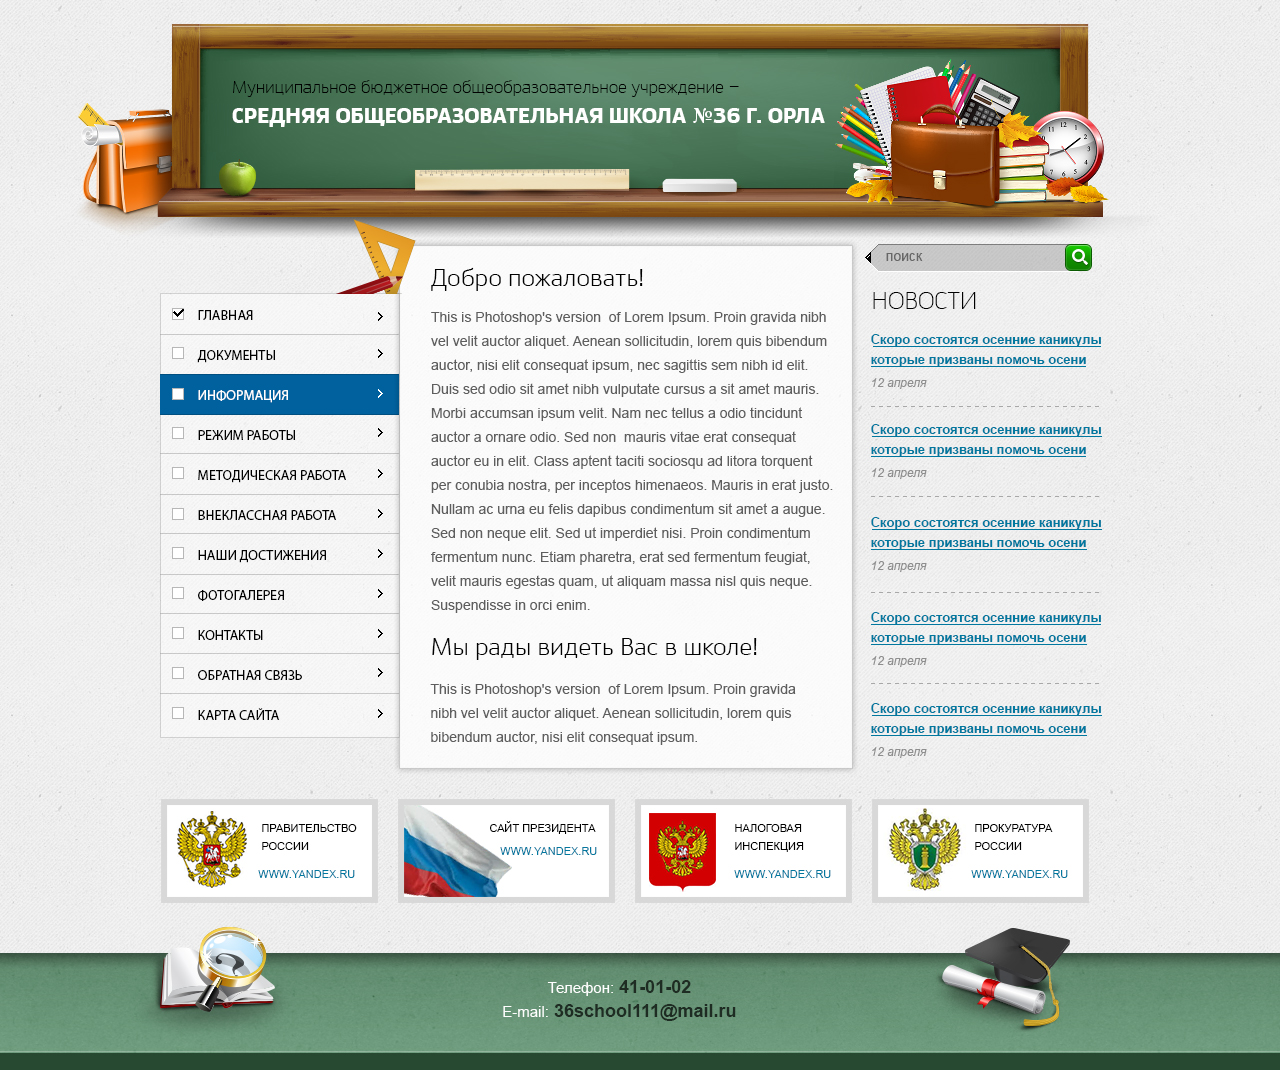 Муниципальное бюджетное общеобразовательное учреждение –
СРЕДНЯЯ ОБЩЕОБРАЗОВАТЕЛЬНАЯ ШКОЛА №36 Г. ОРЛА
ГЛАВНАЯ
ДОКУМЕНТЫ
ИНФОРМАЦИЯ
РЕЖИМ РАБОТЫ
МЕТОДИЧЕСКАЯ РАБОТА
ВНЕКЛАССНАЯ РАБОТА
НАШИ ДОСТИЖЕНИЯ
ФОТОГАЛЕРЕЯ
КОНТАКТЫ
ОБРАТНАЯ СВЯЗЬ
КАРТА САЙТА
Добро пожаловать!
This is Photoshop's version  of Lorem Ipsum. Proin gravida nibh
vel velit auctor aliquet. Aenean sollicitudin, lorem quis bibendum
auctor, nisi elit consequat ipsum, nec sagittis sem nibh id elit.
Duis sed odio sit amet nibh vulputate cursus a sit amet mauris.
Morbi accumsan ipsum velit. Nam nec tellus a odio tincidunt
auctor a ornare odio. Sed non  mauris vitae erat consequat
auctor eu in elit. Class aptent taciti sociosqu ad litora torquent
per conubia nostra, per inceptos himenaeos. Mauris in erat justo.
Nullam ac urna eu felis dapibus condimentum sit amet a augue.
Sed non neque elit. Sed ut imperdiet nisi. Proin condimentum
fermentum nunc. Etiam pharetra, erat sed fermentum feugiat,
velit mauris egestas quam, ut aliquam massa nisl quis neque.
Suspendisse in orci enim.
Мы рады видеть Вас в школе!
This is Photoshop's version  of Lorem Ipsum. Proin gravida
nibh vel velit auctor aliquet. Aenean sollicitudin, lorem quis
bibendum auctor, nisi elit consequat ipsum.
ПОИСК
НОВОСТИ
Скоро состоятся осенние каникулы
которые призваны помочь осени
12 апреля
Скоро состоятся осенние каникулы
которые призваны помочь осени
12 апреля
Скоро состоятся осенние каникулы
которые призваны помочь осени
12 апреля
Скоро состоятся осенние каникулы
которые призваны помочь осени
12 апреля
Скоро состоятся осенние каникулы
которые призваны помочь осени
12 апреля
ПРАВИТЕЛЬСТВО
РОССИИ
WWW.YANDEX.RU
САЙТ ПРЕЗИДЕНТА
WWW.YANDEX.RU
НАЛОГОВАЯ
ИНСПЕКЦИЯ
WWW.YANDEX.RU
ПРОКУРАТУРА
РОССИИ
WWW.YANDEX.RU
Телефон: 41-01-02
E-mail: 36school111@mail.ru